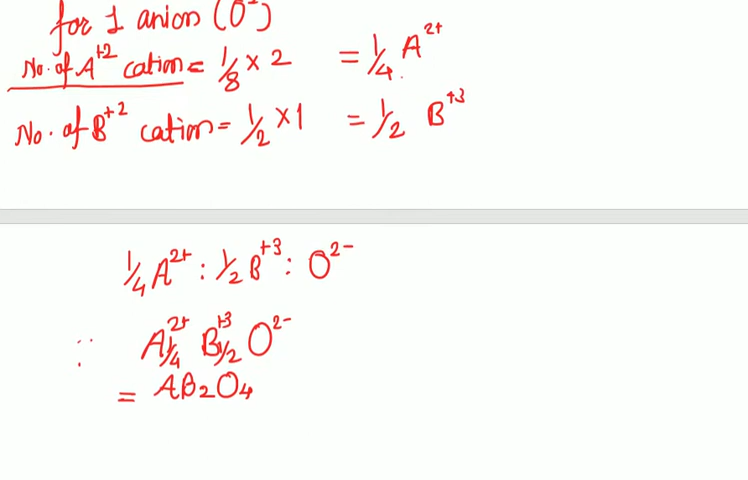 for 1 anion (O²⁻)
No. of A⁺² cation = 1/8 × 2 = 1/4 A²⁺
No. of B⁺² cation = 1/2 × 1 = 1/2 B⁺³
1/4 A²⁺ : 1/2 B⁺³ : O²⁻
∵ A²⁺1/4 B⁺³1/2 O²⁻
= AB₂O₄